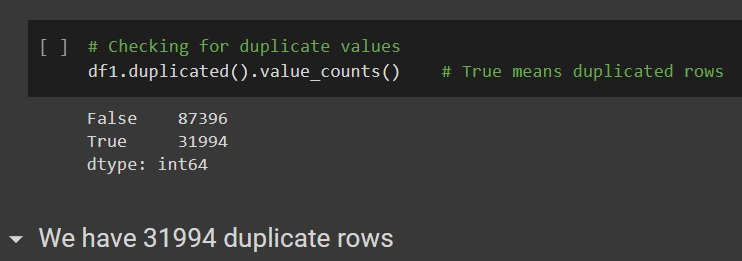 [ ] # Checking for duplicate values
df1.duplicated().value_counts()    # True means duplicated rows
False    87396
True     31994
dtype: int64
We have 31994 duplicate rows